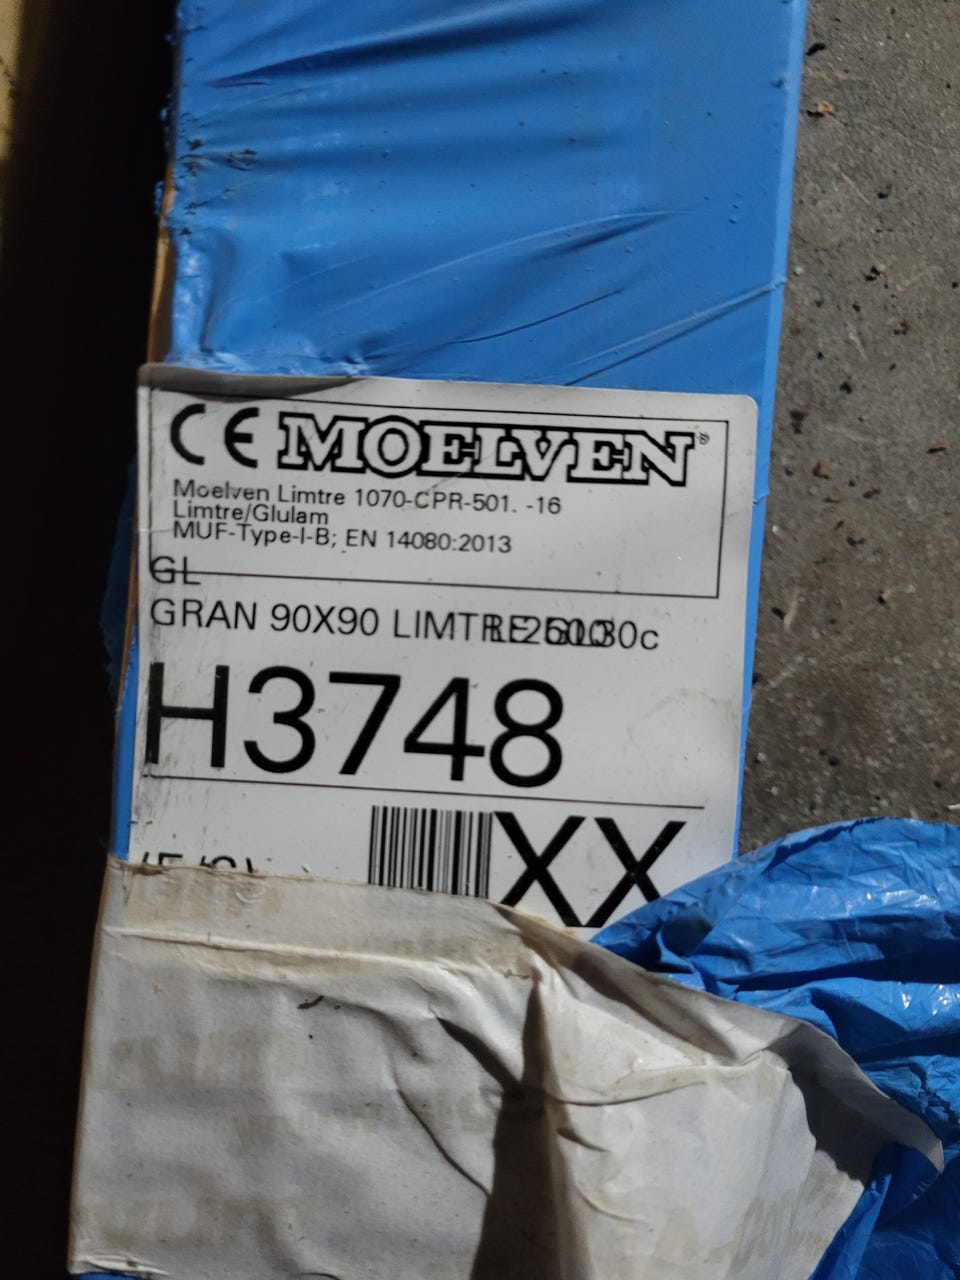 CE MOELVEN®
Moelven Limtre 1070-CPR-501. -16
Limtre/Glulam
MUF-Type-I-B; EN 14080:2013
GL
GRAN 90X90
H3748
XX